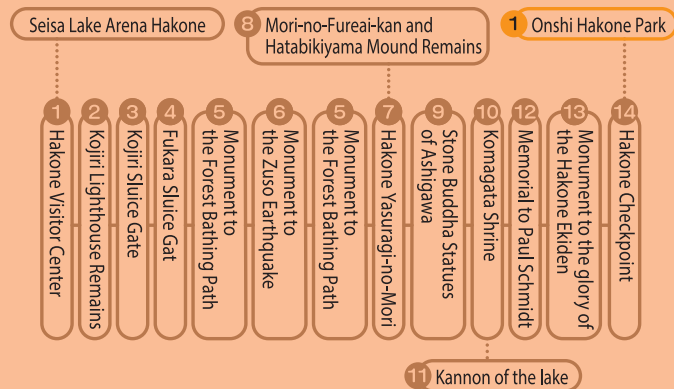 Seisa Lake Arena Hakone
8 Mori-no-Fureai-kan and
Hatabikiyama Mound Remains
1 Onshi Hakone Park
1 Hakone Visitor Center
2 Kojiri Lighthouse Remains
3 Kojiri Sluice Gate
4 Fukara Sluice Gat
5 Monument to
the Forest Bathing Path
6 Monument to
the Zuso Earthquake
5 Monument to
the Forest Bathing Path
7 Hakone Yasuragi-no-Mori
9 Stone Buddha Statues
of Ashigawa
10 Komagata Shrine
12 Memorial to Paul Schmidt
13 Monument to the glory of
the Hakone Ekiden
14 Hakone Checkpoint
11 Kannon of the lake